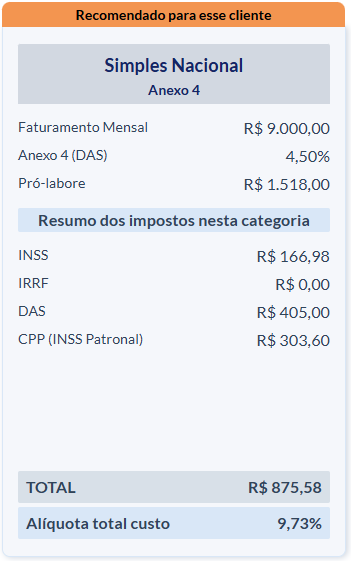 Recomendado para esse cliente
Simples Nacional
Anexo 4
Faturamento Mensal R$ 9.000,00
Anexo 4 (DAS) 4,50%
Pró-labore R$ 1.518,00
Resumo dos impostos nesta categoria
INSS R$ 166,98
IRRF R$ 0,00
DAS R$ 405,00
CPP (INSS Patronal) R$ 303,60
TOTAL R$ 875,58
Alíquota total custo 9,73%